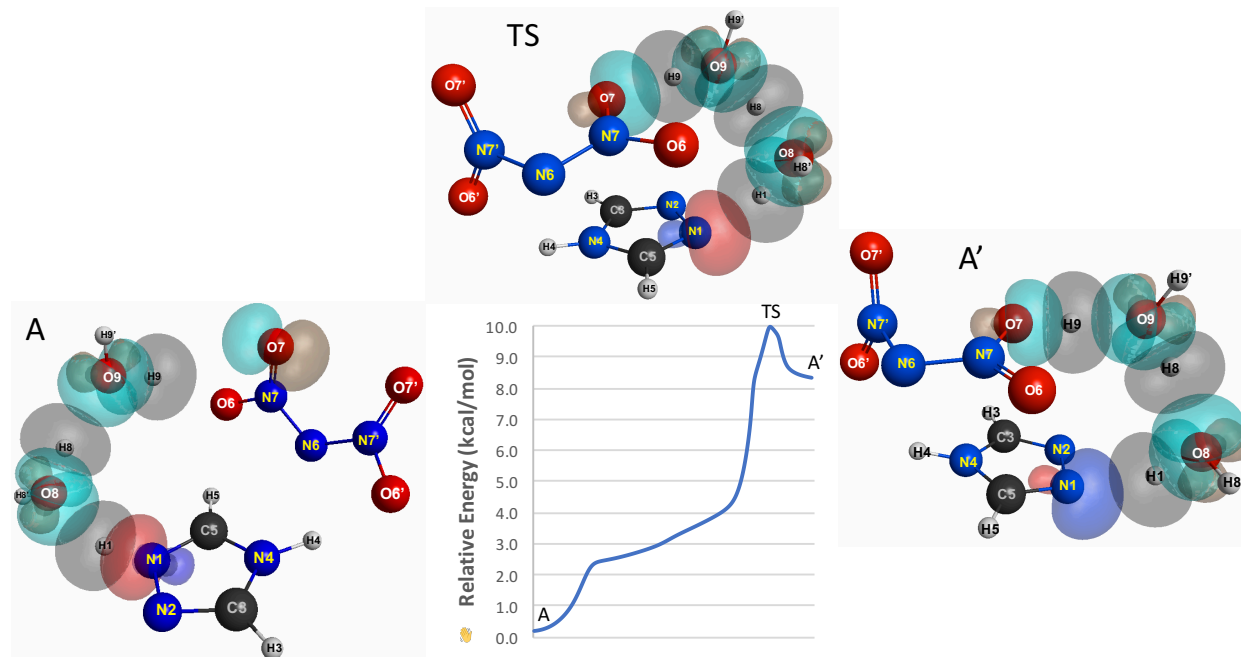 TS
H9'
O9
H9
O7'
O7
H8
N7
O6
O8
H8'
N7'
N6
H1
O6'
H3
N2
C3
N1
N4
H4
C5
H5
A'
O7'
H9'
O7
O9
H9
N7'
O6'
N6
N7
H8
O6
H3
C3
N2
O8
H4
N4
H1
H8
C5
N1
H5
A
H9'
O9
H9
O7
O7'
O6
N7
H8
N6
N7'
H8'
O8
O6'
H5
H1
C5
H4
N1
N4
N2
C3
H3
Relative Energy (kcal/mol)
10.0
9.0
8.0
7.0
6.0
5.0
4.0
3.0
2.0
1.0
0.0
TS
A'
A